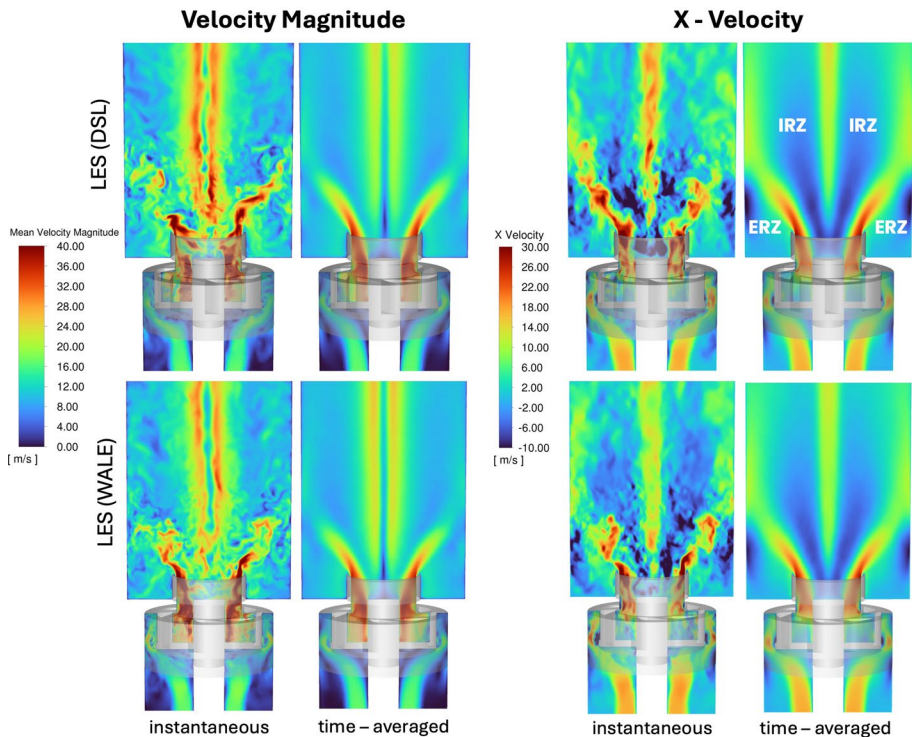 Velocity Magnitude
X - Velocity
LES (DSL)
IRZ
IRZ
ERZ
ERZ
Mean Velocity Magnitude
40.00
36.00
32.00
28.00
24.00
20.00
16.00
12.00
8.00
4.00
0.00
[ m/s ]
X Velocity
30.00
26.00
22.00
18.00
14.00
10.00
6.00
2.00
-2.00
-6.00
-10.00
[ m/s ]
LES (WALE)
instantaneous
time – averaged
instantaneous
time – averaged